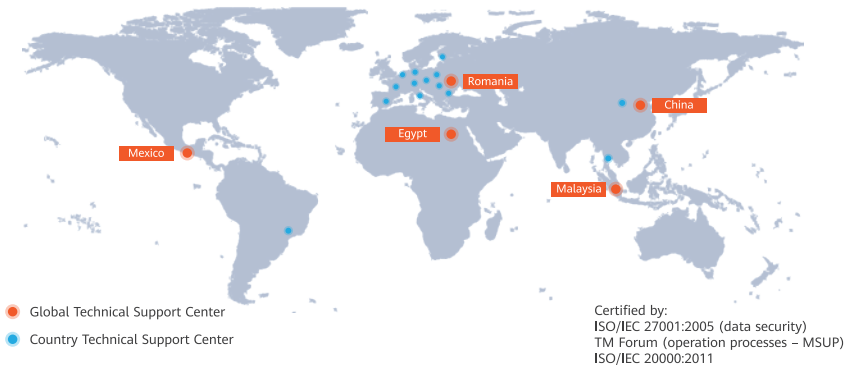 Romania
China
Egypt
Mexico
Malaysia
Global Technical Support Center
Country Technical Support Center
Certified by:
ISO/IEC 27001:2005 (data security)
TM Forum (operation processes – MSUP)
ISO/IEC 20000:2011